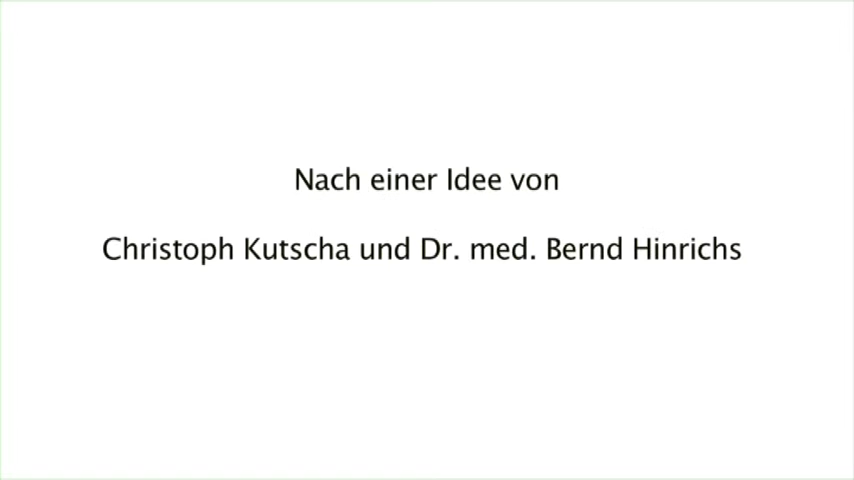 Nach einer Idee von
Christoph Kutscha und Dr. med. Bernd Hinrichs